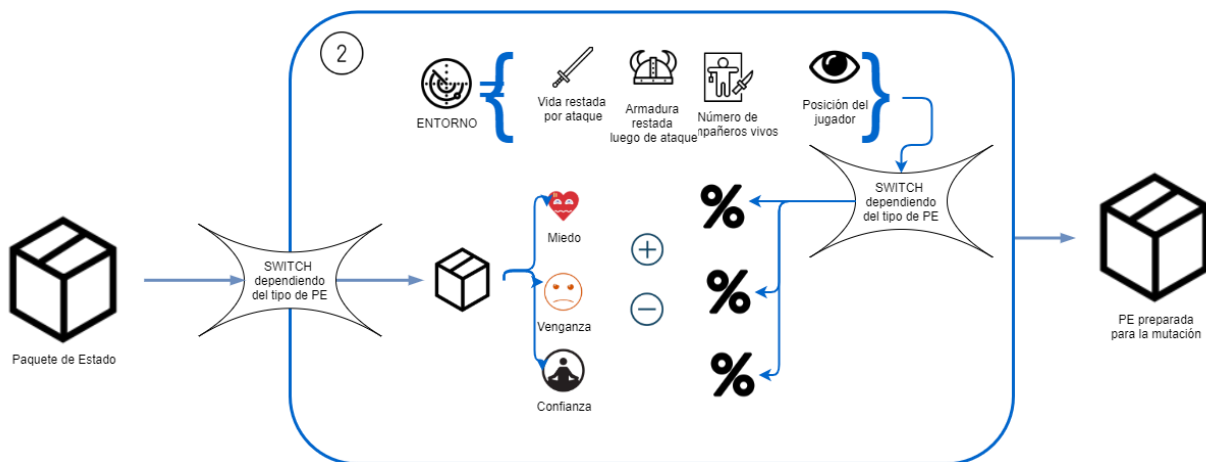 2
ENTORNO
Vida restada
por ataque
Armadura
restada
luego de ataque
Número de
mpañeros vivos
Posición del
jugador
SWITCH
dependiendo
del tipo de PE
SWITCH
dependiendo
del tipo de PE
Paquete de Estado
Miedo
Venganza
Confianza
%
%
%
PE preparada
para la mutación